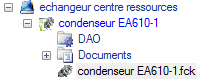 echangeur centre ressources
condenseur EA610-1
DAO
Documents
condenseur EA610-1.fck